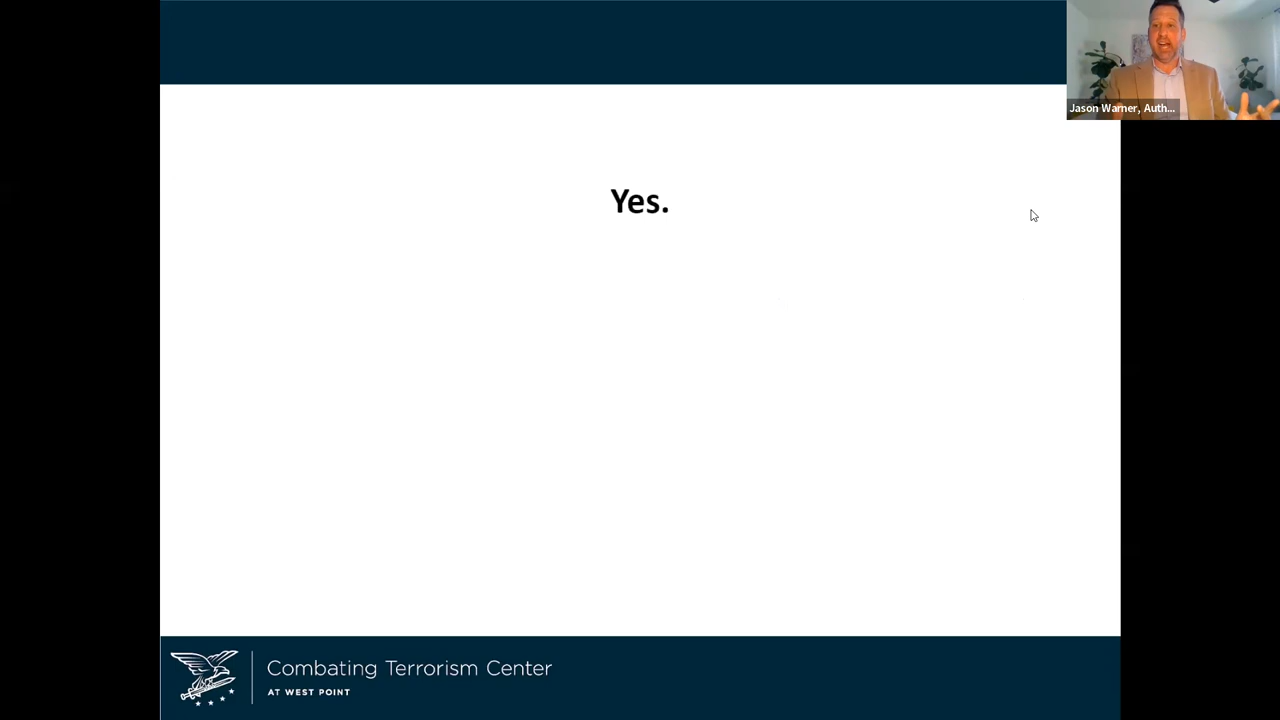 Jason Warner, Auth...
Yes.
Combating Terrorism Center
AT WEST POINT